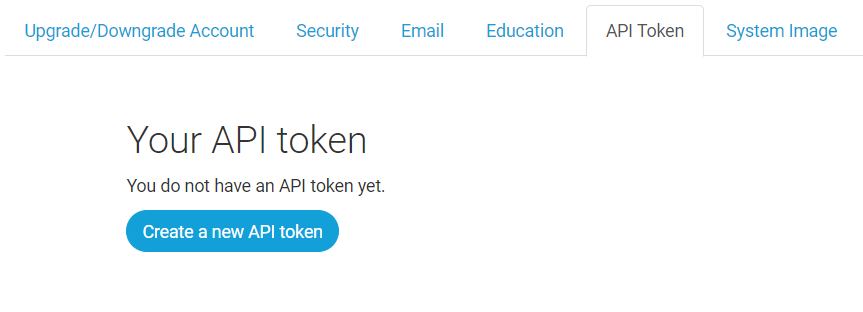 Upgrade/Downgrade Account Security Email Education API Token System Image
Your API token
You do not have an API token yet.
Create a new API token